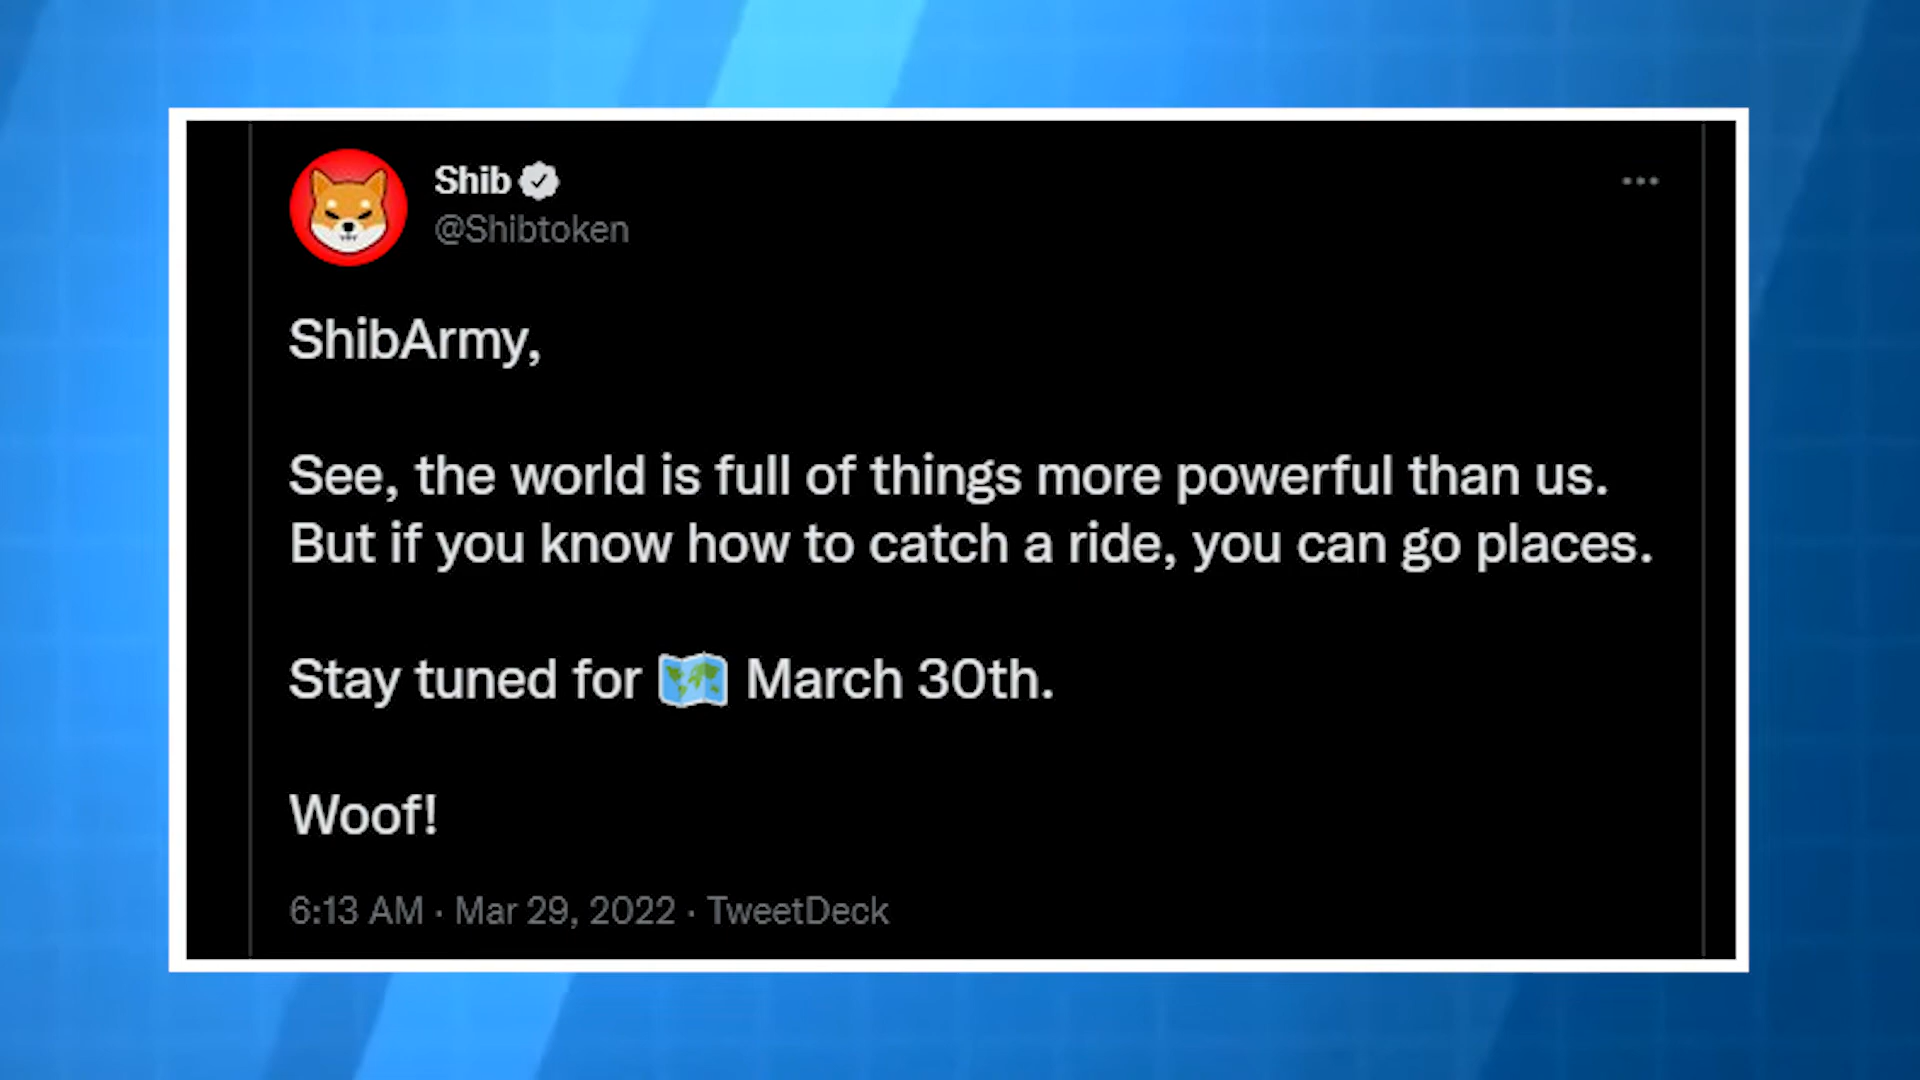 Shib
@Shibtoken
ShibArmy,
See, the world is full of things more powerful than us.
But if you know how to catch a ride, you can go places.
Stay tuned for 🗺️ March 30th.
Woof!
6:13 AM · Mar 29, 2022 · TweetDeck